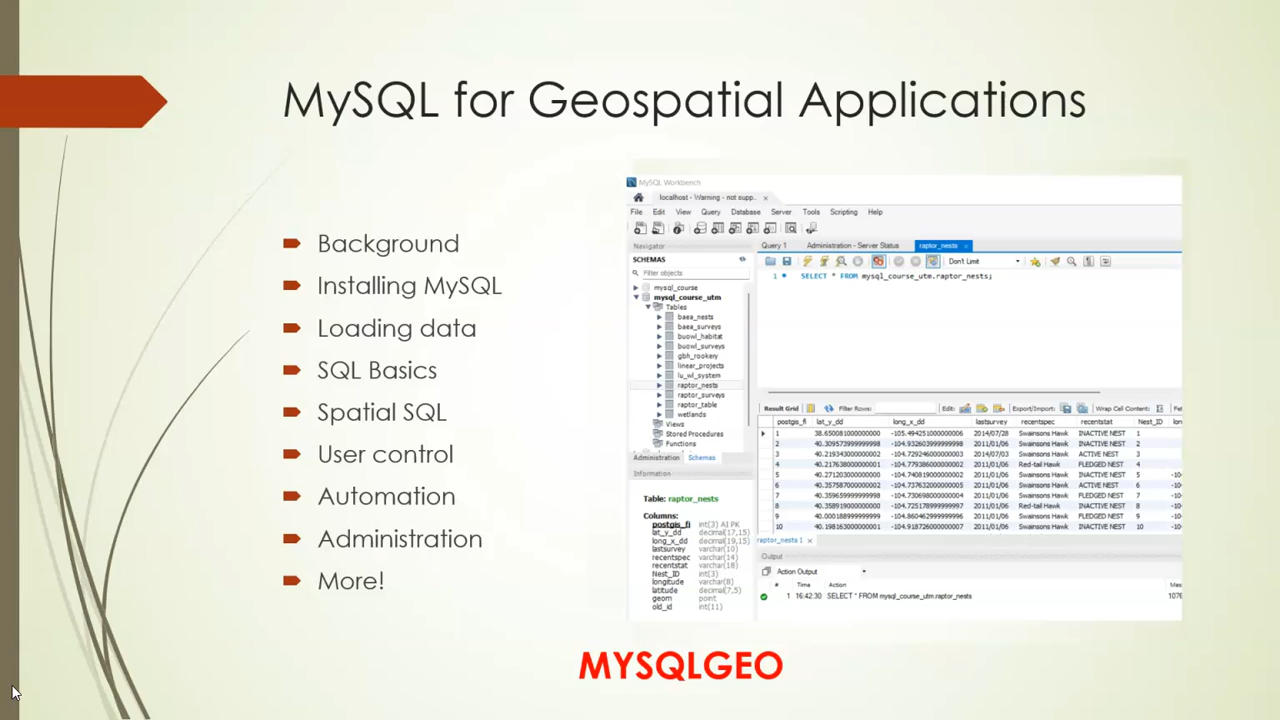 MySQL for Geospatial Applications
Background
Installing MySQL
Loading data
SQL Basics
Spatial SQL
User control
Automation
Administration
More!
MySQL Workbench
localhost - Warning - not supp..
File Edit View Query Database Server Tools Scripting Help
Navigator
SCHEMAS
Filter objects
mysql_course
mysql_course_utm
Tables
baea_nests
baea_surveys
buowl_habitat
buowl_surveys
gbh_rookery
linear_projects
lu_wl_system
raptor_nests
raptor_surveys
raptor_table
wetlands
Views
Stored Procedures
Functions
Administration Schemas
Information
Table: raptor_nests
Columns:
postgis_fi int(3) AI PK
lat_y_dd decimal(17,15)
long_x_dd decimal(19,15)
lastsurvey varchar(10)
recentspec varchar(14)
recentstat varchar(18)
Nest_ID int(3)
longitude varchar(8)
latitude decimal(7,5)
geom point
old_id int(11)
Query 1 Administration - Server Status raptor_nests
Don't Limit
1 SELECT * FROM mysql_course_utm.raptor_nests;
Result Grid Filter Rows: Edit: Export/Import: Wrap Cell Content:
postgis_fi lat_y_dd long_x_dd lastsurvey recentspec recentstat Nest_ID
1 38.650081000000000 -105.494251000000006 2014/07/28 Swainsons Hawk INACTIVE NEST 1
2 40.309573999999998 -104.932603999999998 2011/01/06 Swainsons Hawk INACTIVE NEST 2
3 40.219343000000002 -104.729246000000003 2014/07/03 Swainsons Hawk ACTIVE NEST 3
4 40.217638000000001 -104.779386000000002 2011/01/06 Red-tail Hawk FLEDGED NEST 4
5 40.271203000000000 -104.740819000000002 2011/01/06 Swainsons Hawk INACTIVE NEST 5
6 40.357587000000002 -104.737632000000005 2011/01/06 Swainsons Hawk ACTIVE NEST 6
7 40.359659999999998 -104.730698000000004 2011/01/06 Swainsons Hawk FLEDGED NEST 7
8 40.359149000000001 -104.725178999999997 2011/01/06 Red-tail Hawk INACTIVE NEST 8
9 40.000188899999999 -104.860462999999996 2011/01/06 Swainsons Hawk FLEDGED NEST 9
10 40.198163000000001 -104.918726000000007 2011/01/06 Swainsons Hawk INACTIVE NEST 10
raptor_nests 1
Output
Action Output
# Time Action
1 16:42:30 SELECT * FROM mysql_course_utm.raptor_nests
MYSQLGEO